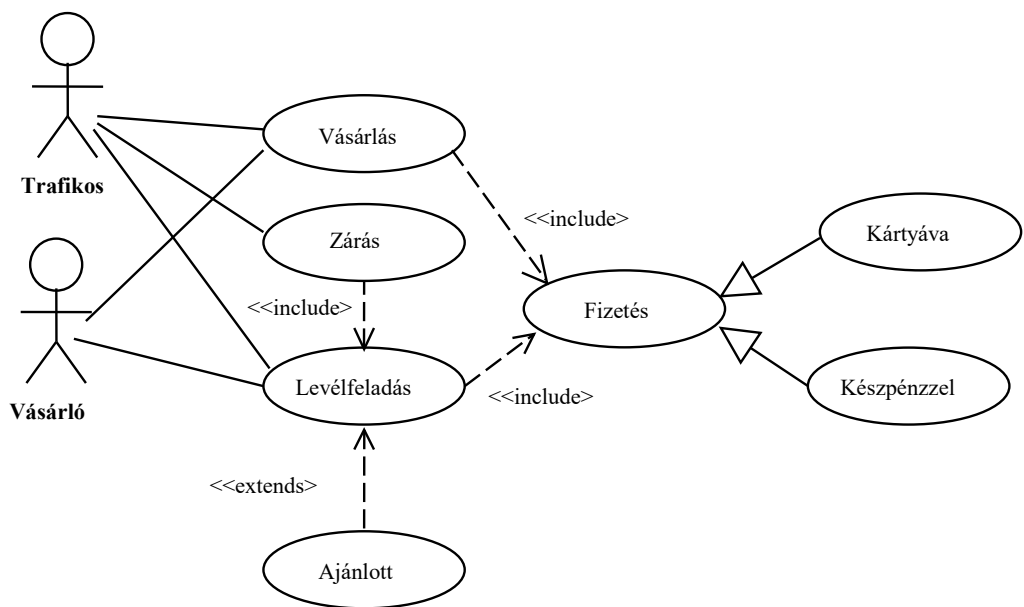 Trafikos
Vásárlás
<<include>
Kártyáva
Zárás
Vásárló
<<include>
Fizetés
Levélfeladás
<<include>
Készpénzzel
<<extends>
Ajánlott